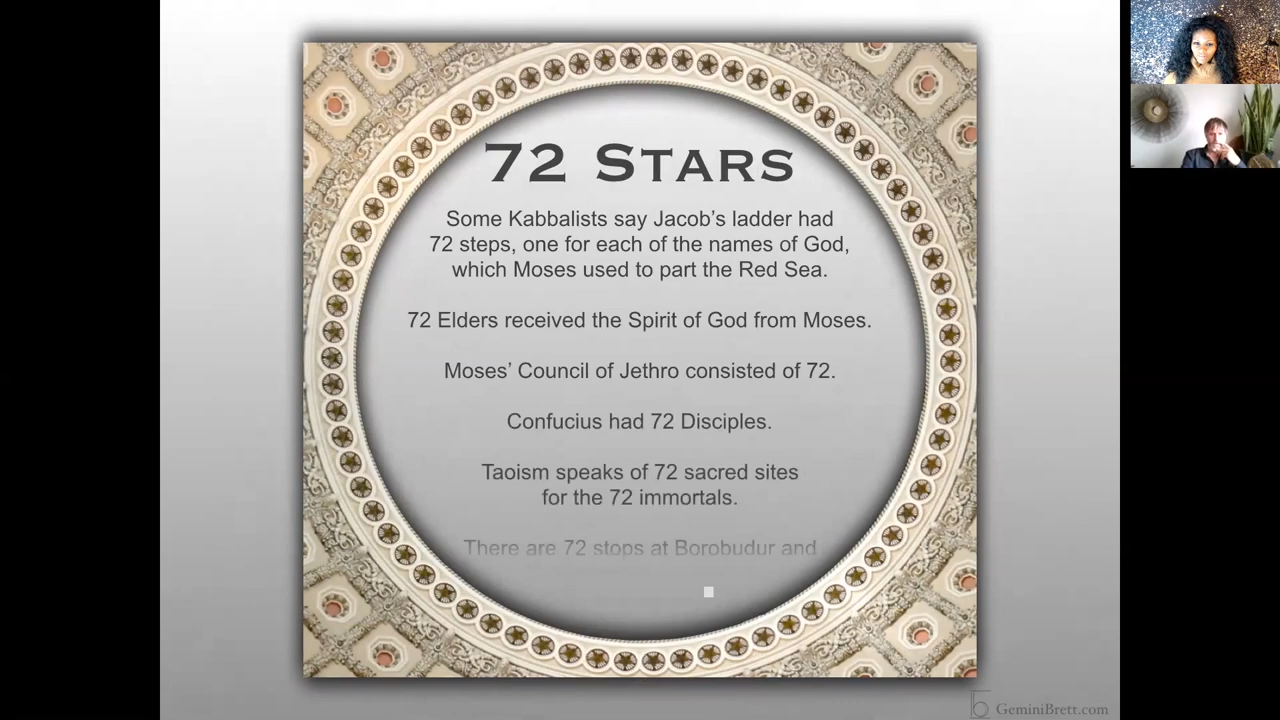 72 STARS
Some Kabbalists say Jacob's ladder had
72 steps, one for each of the names of God,
which Moses used to part the Red Sea.
72 Elders received the Spirit of God from Moses.
Moses' Council of Jethro consisted of 72.
Confucius had 72 Disciples.
Taoism speaks of 72 sacred sites
for the 72 immortals.
There are 72 stops at Borobudur and
GeminiBrett.com